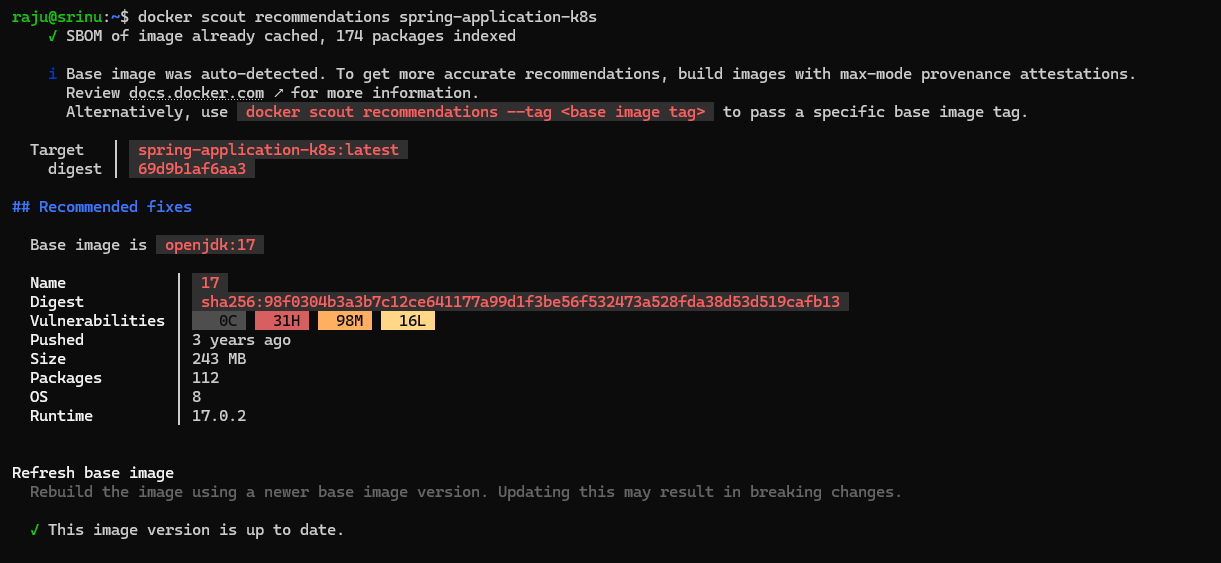 raju@srinu:~$ docker scout recommendations spring-application-k8s
✓ SBOM of image already cached, 174 packages indexed
i Base image was auto-detected. To get more accurate recommendations, build images with max-mode provenance attestations.
Review docs.docker.com ↗ for more information.
Alternatively, use docker scout recommendations --tag <base image tag> to pass a specific base image tag.
Target │ spring-application-k8s:latest
digest │ 69d9b1af6aa3
## Recommended fixes
Base image is openjdk:17
Name │ 17
Digest │ sha256:98f0304b3a3b7c12ce641177a99d1f3be56f532473a528fda38d53d519cafb13
Vulnerabilities │ 0C 31H 98M 16L
Pushed │ 3 years ago
Size │ 243 MB
Packages │ 112
OS │ 8
Runtime │ 17.0.2
Refresh base image
Rebuild the image using a newer base image version. Updating this may result in breaking changes.
✓ This image version is up to date.